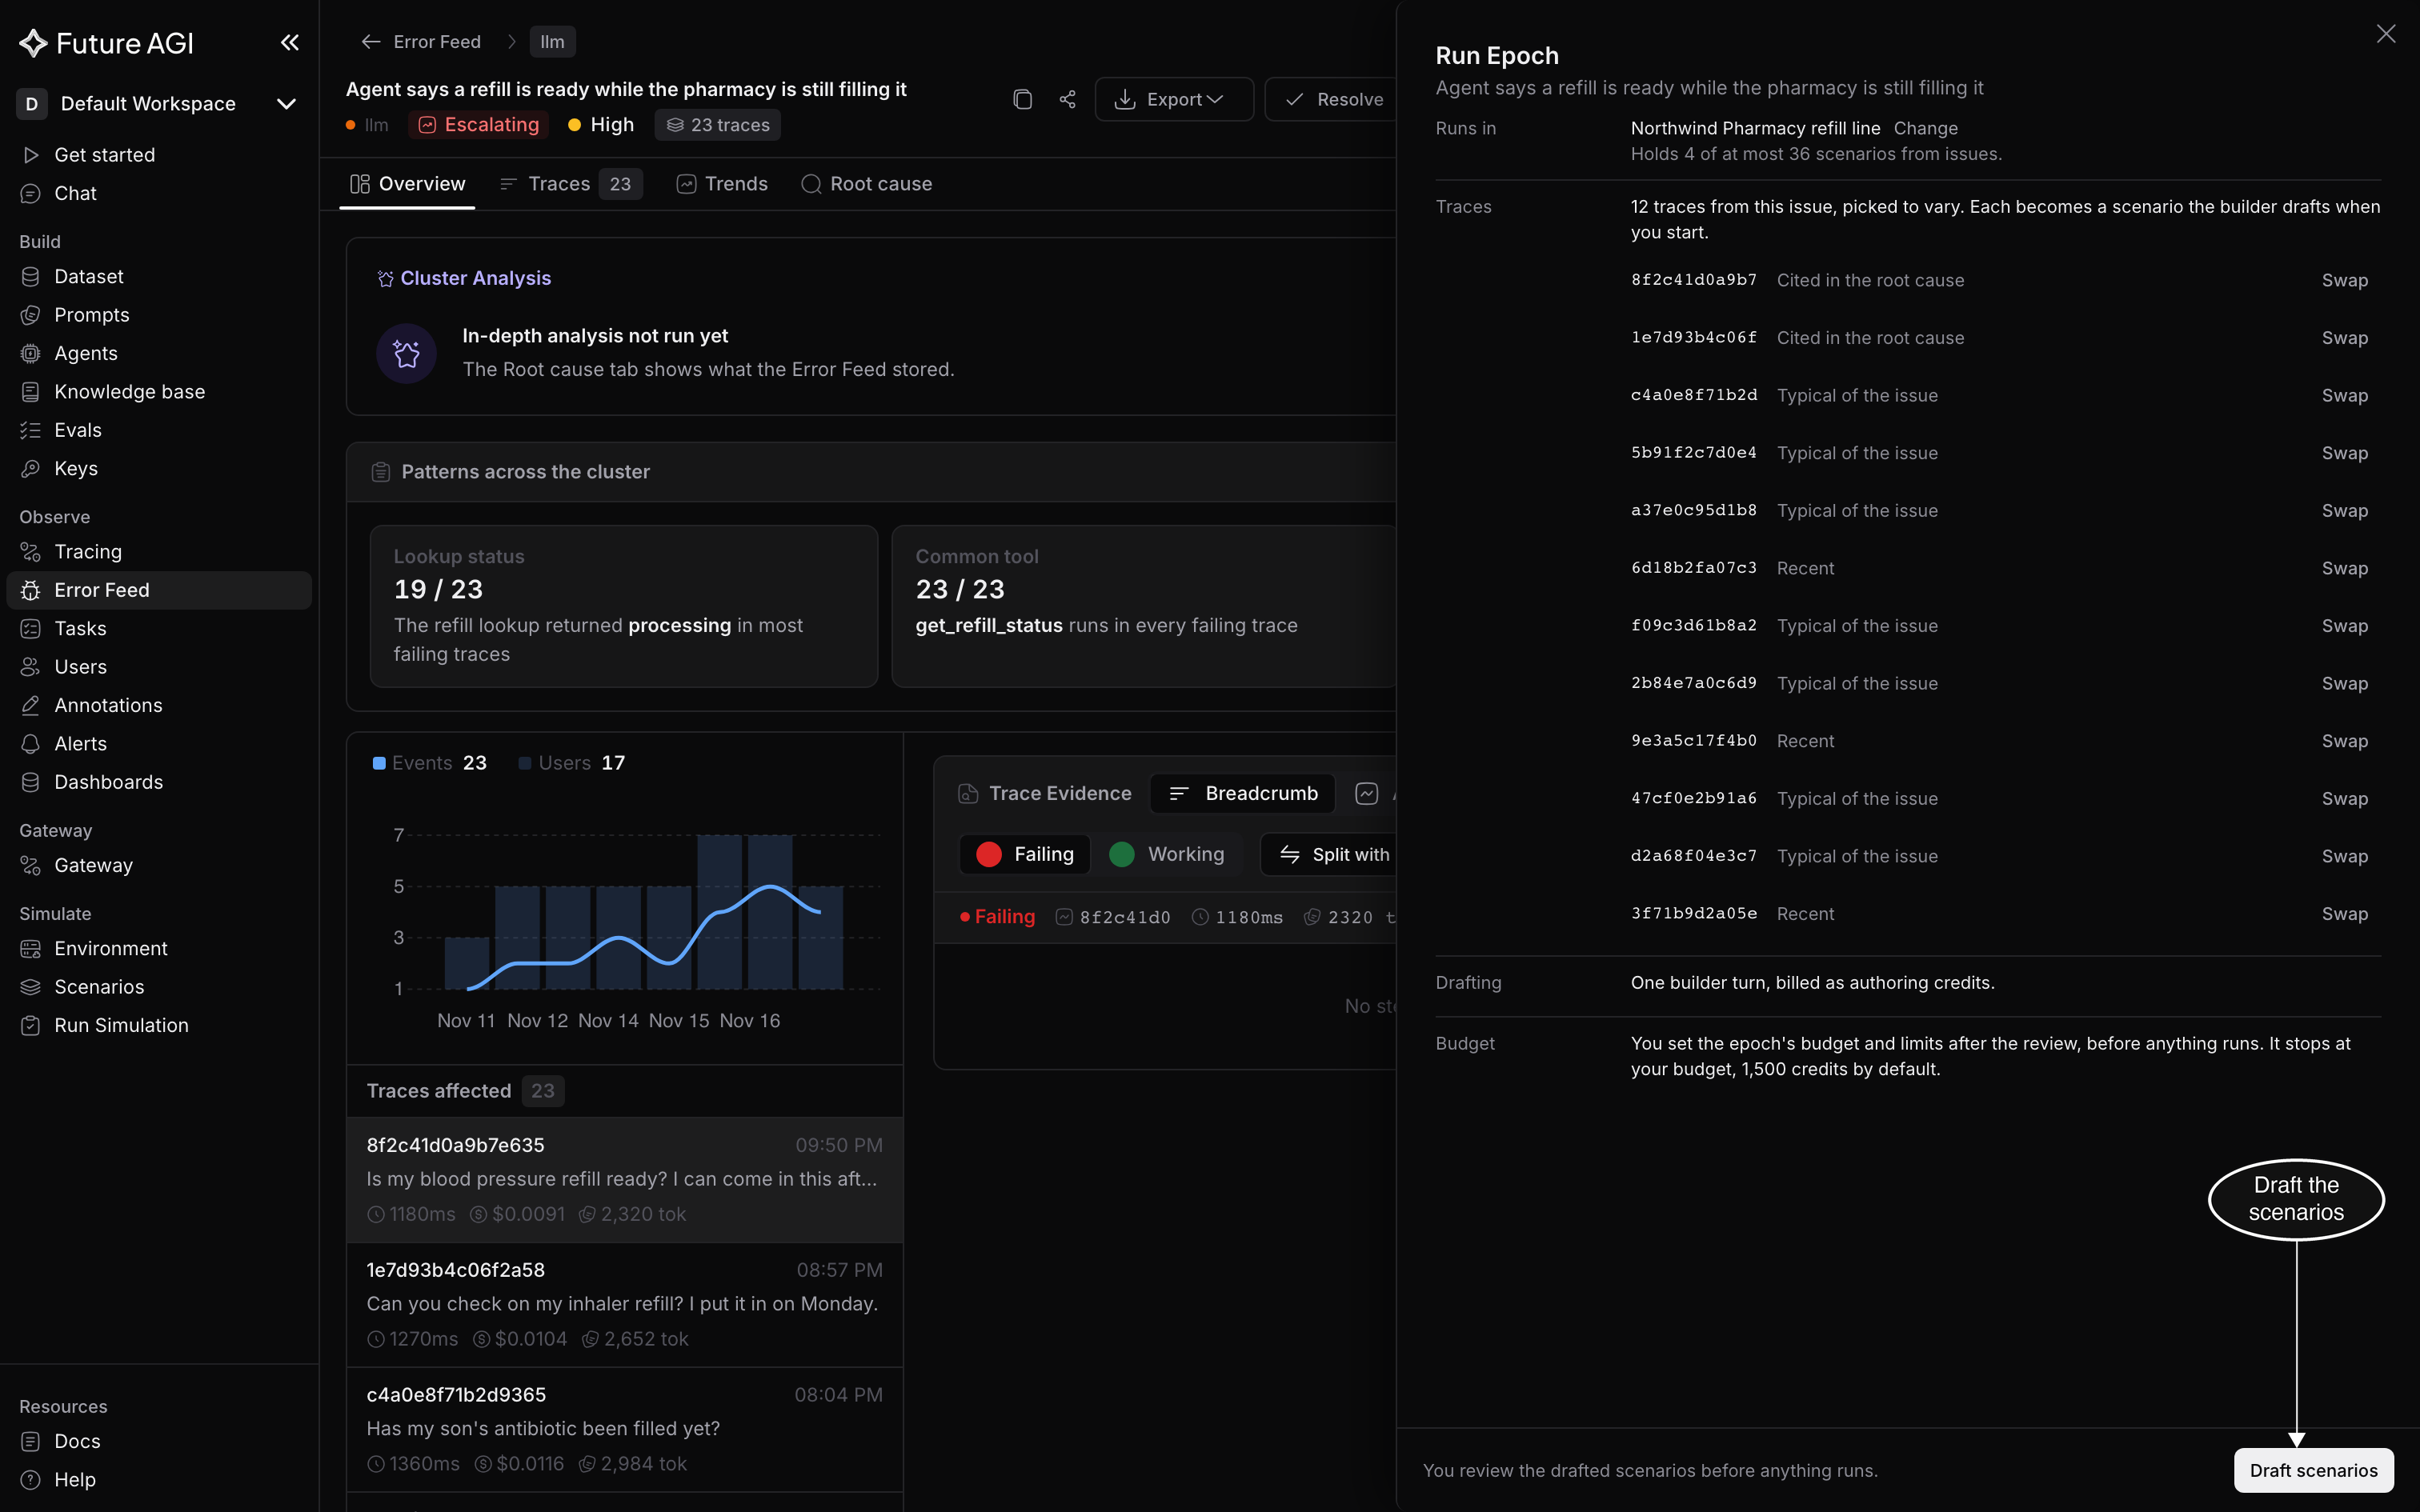 Future AGI
D Default Workspace
Get started
Chat
Build
Dataset
Prompts
Agents
Knowledge base
Evals
Keys
Observe
Tracing
Error Feed
Tasks
Users
Annotations
Alerts
Dashboards
Gateway
Gateway
Simulate
Environment
Scenarios
Run Simulation
Resources
Docs
Help
Error Feed llm
Agent says a refill is ready while the pharmacy is still filling it
llm Escalating High 23 traces
Export Resolve
Overview Traces 23 Trends Root cause
Cluster Analysis
In-depth analysis not run yet
The Root cause tab shows what the Error Feed stored.
Patterns across the cluster
Lookup status
19 / 23
The refill lookup returned processing in most
failing traces
Common tool
23 / 23
get_refill_status runs in every failing trace
Events 23 Users 17
7
5
3
1
Nov 11 Nov 12 Nov 14 Nov 15 Nov 16
Traces affected 23
8f2c41d0a9b7e635 09:50 PM
Is my blood pressure refill ready? I can come in this aft...
1180ms $0.0091 2,320 tok
1e7d93b4c06f2a58 08:57 PM
Can you check on my inhaler refill? I put it in on Monday.
1270ms $0.0104 2,652 tok
c4a0e8f71b2d9365 08:04 PM
Has my son's antibiotic been filled yet?
1360ms $0.0116 2,984 tok
Trace Evidence Breadcrumb
Failing Working Split with
Failing 8f2c41d0 1180ms 2320 t
No ste
Run Epoch
Agent says a refill is ready while the pharmacy is still filling it
Runs in Northwind Pharmacy refill line Change
Holds 4 of at most 36 scenarios from issues.
Traces 12 traces from this issue, picked to vary. Each becomes a scenario the builder drafts when
you start.
8f2c41d0a9b7 Cited in the root cause Swap
1e7d93b4c06f Cited in the root cause Swap
c4a0e8f71b2d Typical of the issue Swap
5b91f2c7d0e4 Typical of the issue Swap
a37e0c95d1b8 Typical of the issue Swap
6d18b2fa07c3 Recent Swap
f09c3d61b8a2 Typical of the issue Swap
2b84e7a0c6d9 Typical of the issue Swap
9e3a5c17f4b0 Recent Swap
47cf0e2b91a6 Typical of the issue Swap
d2a68f04e3c7 Typical of the issue Swap
3f71b9d2a05e Recent Swap
Drafting One builder turn, billed as authoring credits.
Budget You set the epoch's budget and limits after the review, before anything runs. It stops at
your budget, 1,500 credits by default.
Draft the
scenarios
You review the drafted scenarios before anything runs.
Draft scenarios